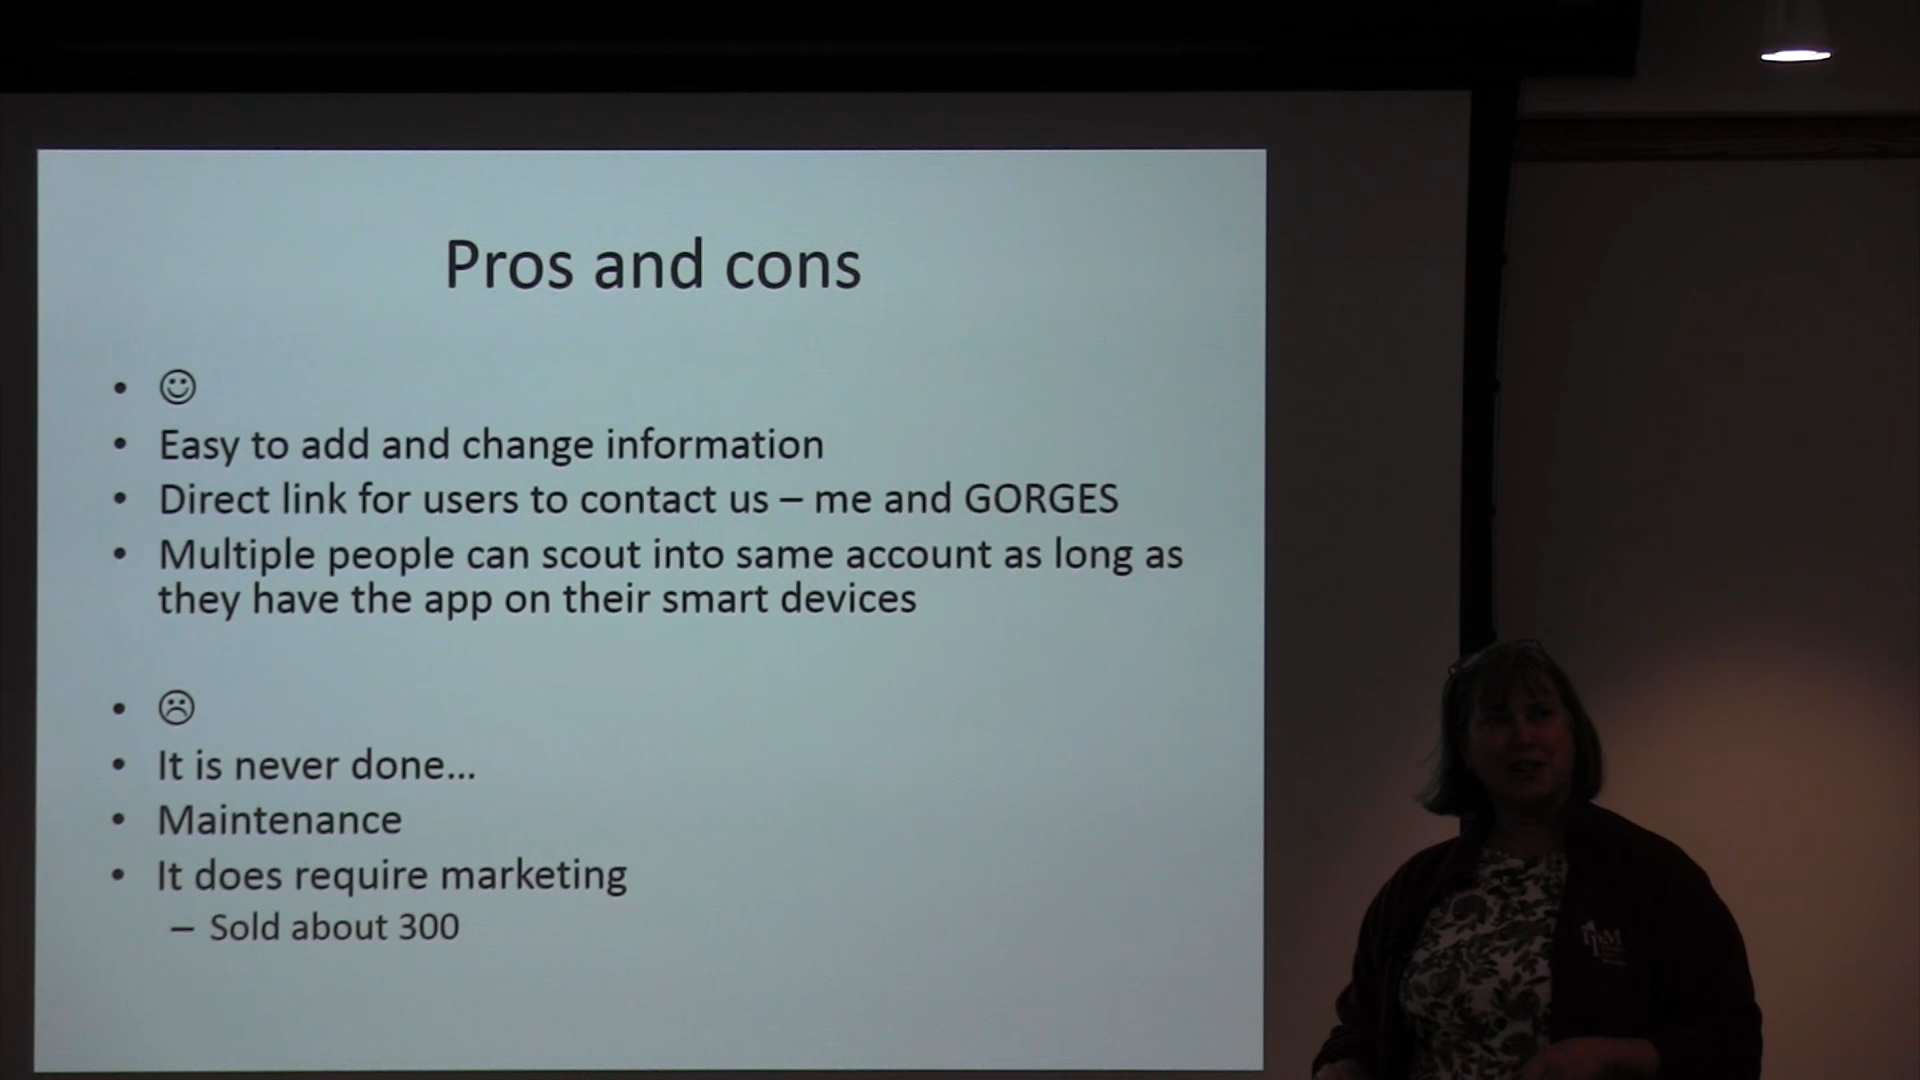 Pros and cons
• ☺
• Easy to add and change information
• Direct link for users to contact us – me and GORGES
• Multiple people can scout into same account as long as
they have the app on their smart devices
• ☹
• It is never done...
• Maintenance
• It does require marketing
– Sold about 300